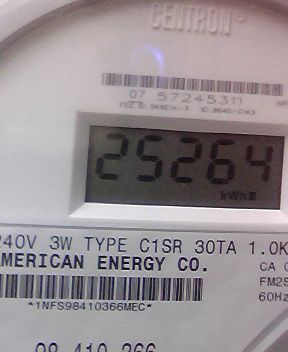 CENTRON®
07 57245311
25264
kWh
240V 3W TYPE C1SR 30TA 1.0K
AMERICAN ENERGY CO.
CA
FM2S
60Hz
*1NFS98410366MEC*
98 410 366